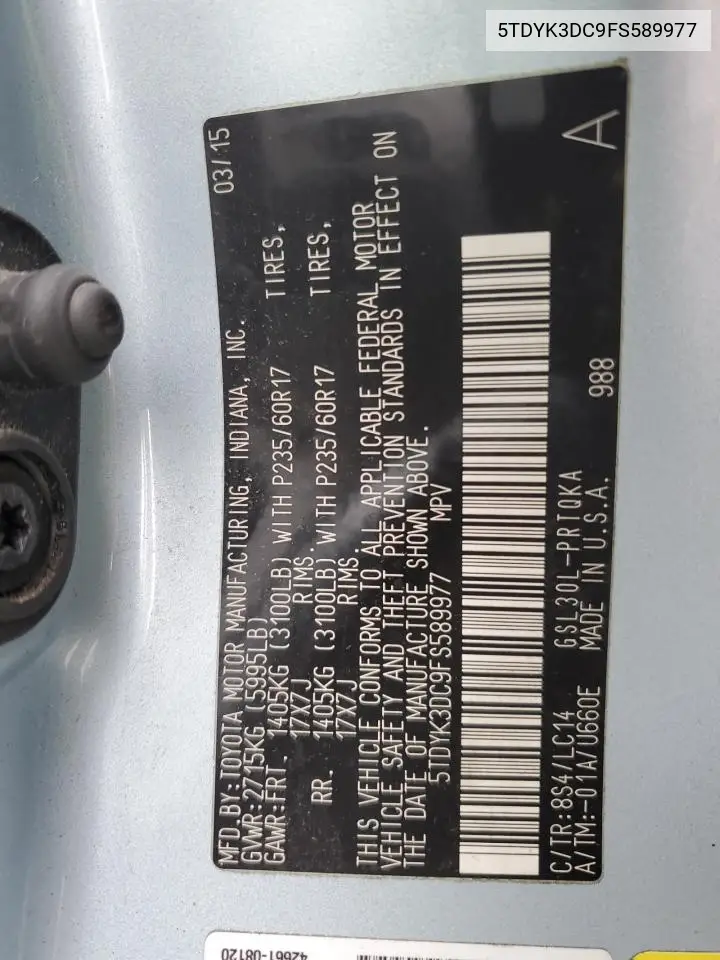 5TDYK3DC9FS589977
MFD.BY:TOYOTA MOTOR MANUFACTURING, INDIANA, INC. 03/15
GVWR:2715KG (5995LB)
GAWR:FRT. 1405KG (3100LB) WITH P235/60R17 TIRES,
17X7J RIMS.
RR. 1405KG (3100LB) WITH P235/60R17 TIRES,
17X7J RIMS.
THIS VEHICLE CONFORMS TO ALL APPLICABLE FEDERAL MOTOR
VEHICLE SAFETY AND THEFT PREVENTION STANDARDS IN EFFECT ON
THE DATE OF MANUFACTURE SHOWN ABOVE.
5TDYK3DC9FS589977 MPV
C/TR:8S4/LC14 GSL30L-PRTQKA 988 A
A/TM:-01A/U660E MADE IN U.S.A.
42661-08120